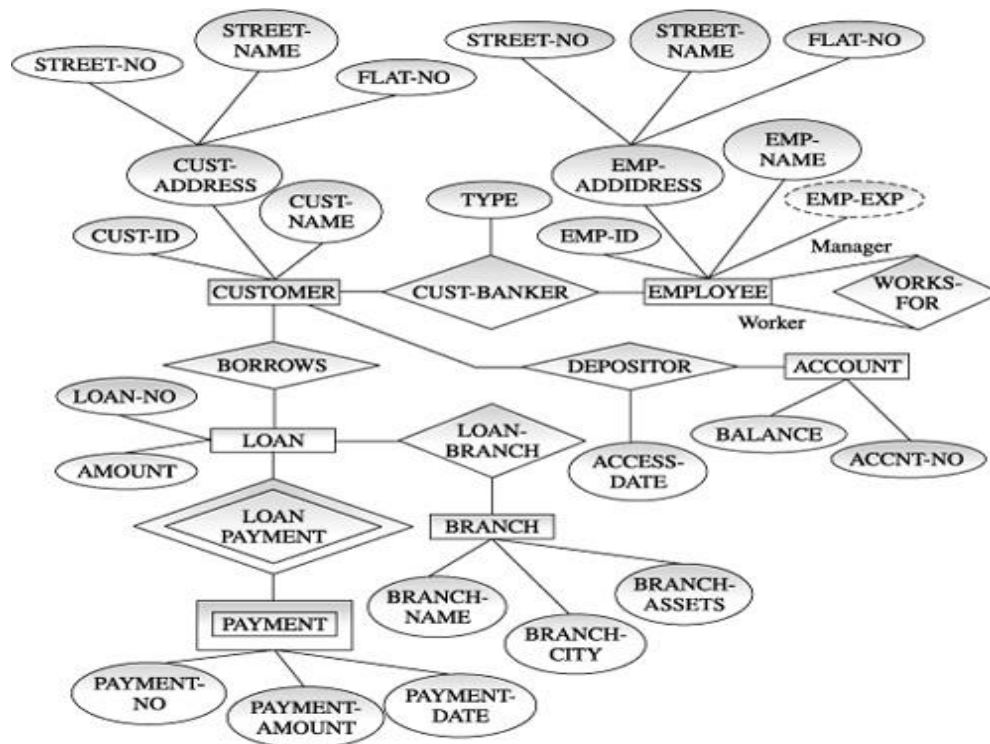 STREET-
NAME
STREET-NO
FLAT-NO
STREET-NO
STREET-
NAME
FLAT-NO
CUST-
ADDRESS
CUST-
NAME
CUST-ID
TYPE
EMP-
ADDIDRESS
EMP-
NAME
EMP-EXP
EMP-ID
Manager
CUSTOMER
CUST-BANKER
EMPLOYEE
WORKS-
FOR
Worker
BORROWS
DEPOSITOR
ACCOUNT
LOAN-NO
LOAN
AMOUNT
LOAN-
BRANCH
ACCESS-
DATE
BALANCE
ACCNT-NO
LOAN
PAYMENT
BRANCH
BRANCH-
NAME
BRANCH-
CITY
BRANCH-
ASSETS
PAYMENT
PAYMENT-
NO
PAYMENT-
AMOUNT
PAYMENT-
DATE